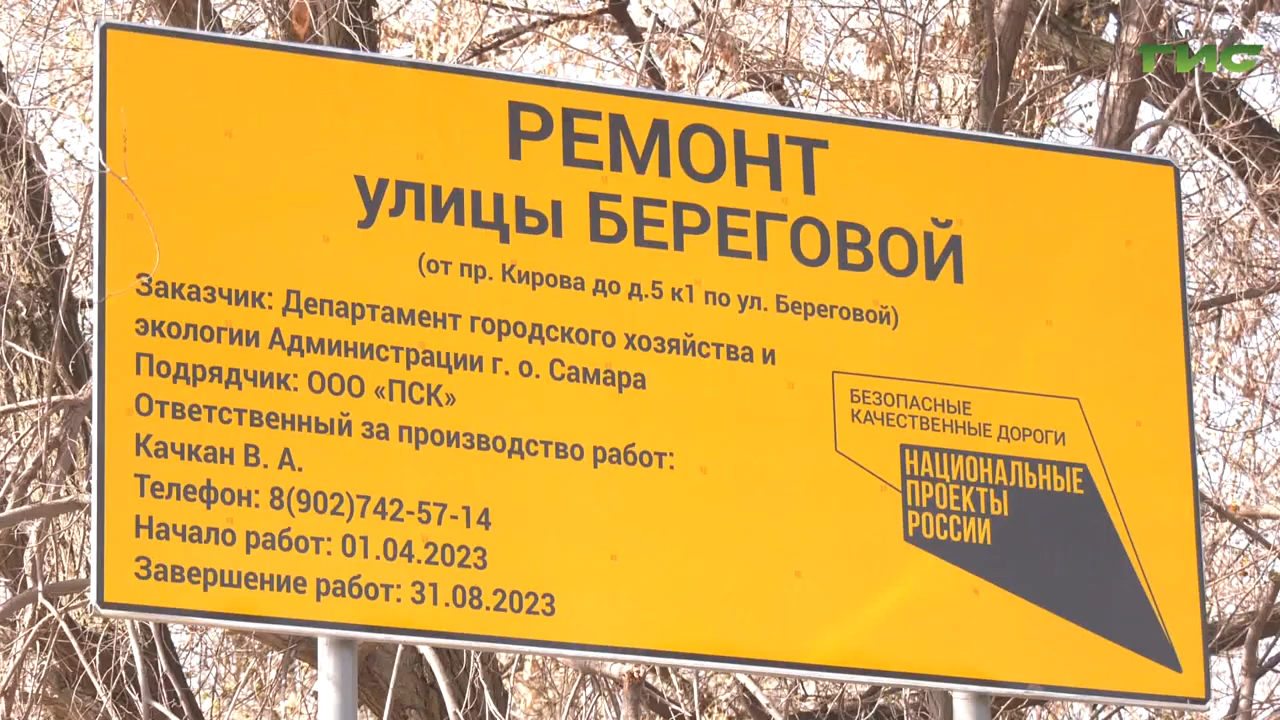 ГИС
РЕМОНТ
улицы БЕРЕГОВОЙ
(от пр. Кирова до д.5 к1 по ул. Береговой)
Заказчик: Департамент городского хозяйства и
экологии Администрации г. о. Самара
Подрядчик: ООО «ПСК»
Ответственный за производство работ:
Качкан В. А.
Телефон: 8(902)742-57-14
Начало работ: 01.04.2023
Завершение работ: 31.08.2023
БЕЗОПАСНЫЕ
КАЧЕСТВЕННЫЕ ДОРОГИ
НАЦИОНАЛЬНЫЕ
ПРОЕКТЫ
РОССИИ